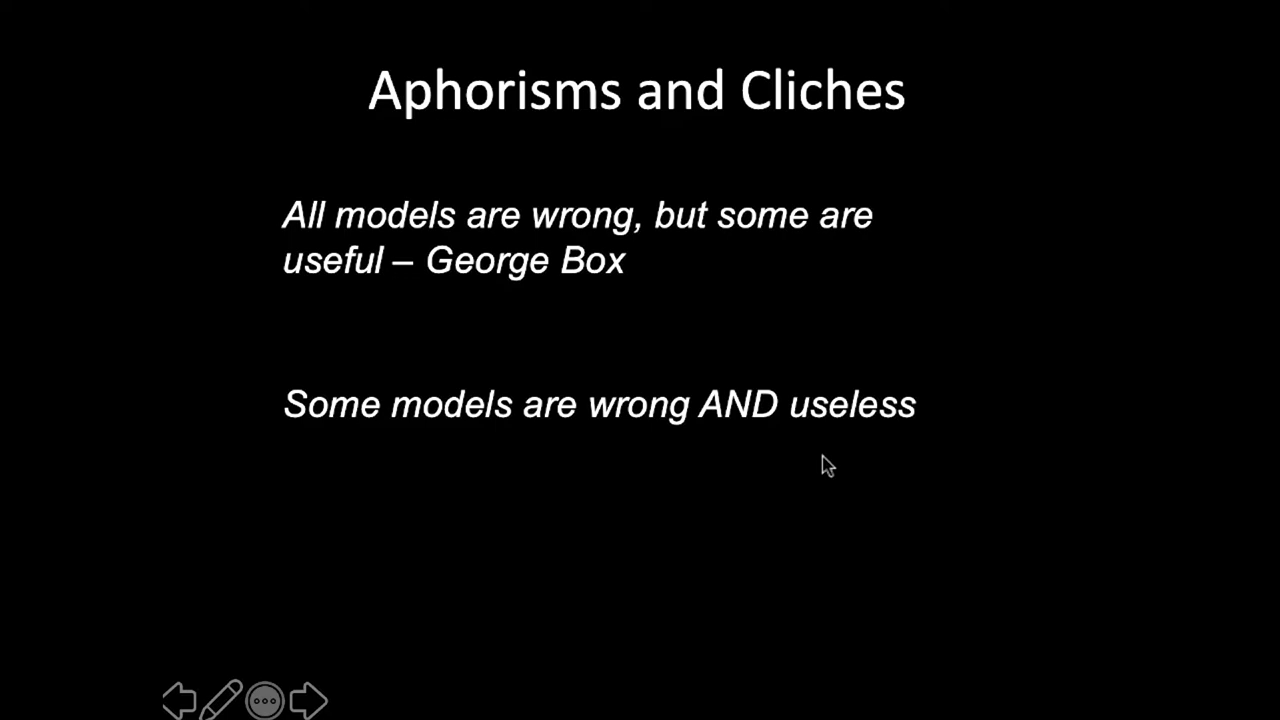 Aphorisms and Cliches
All models are wrong, but some are
useful – George Box
Some models are wrong AND useless